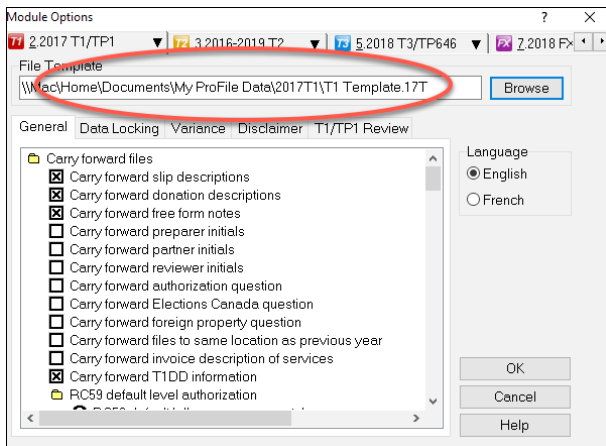 Module Options ? X
T1 2.2017 T1/TP1 T2 3.2016-2019 T2 T3 5.2018 T3/TP646 FX 7.2018 FX
File Template
\\Mac\Home\Documents\My ProFile Data\2017T1\T1 Template.17T Browse
General Data Locking Variance Disclaimer T1/TP1 Review
Carry forward files
Carry forward slip descriptions
Carry forward donation descriptions
Carry forward free form notes
Carry forward preparer initials
Carry forward partner initials
Carry forward reviewer initials
Carry forward authorization question
Carry forward Elections Canada question
Carry forward foreign property question
Carry forward files to same location as previous year
Carry forward invoice description of services
Carry forward T1DD information
RC59 default level authorization
Language
English
French
OK
Cancel
Help